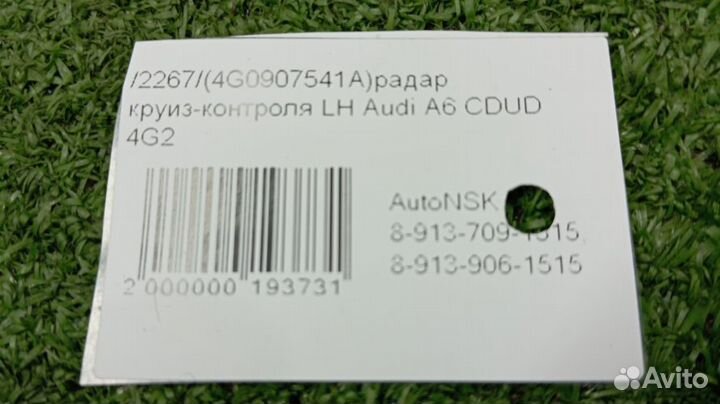 /2267/(4G0907541A)радар
круиз-контроля LH Audi A6 CDUD
4G2
AutoNSK
8-913-709-1315
8-913-906-1515
2 000000 193731
Avito